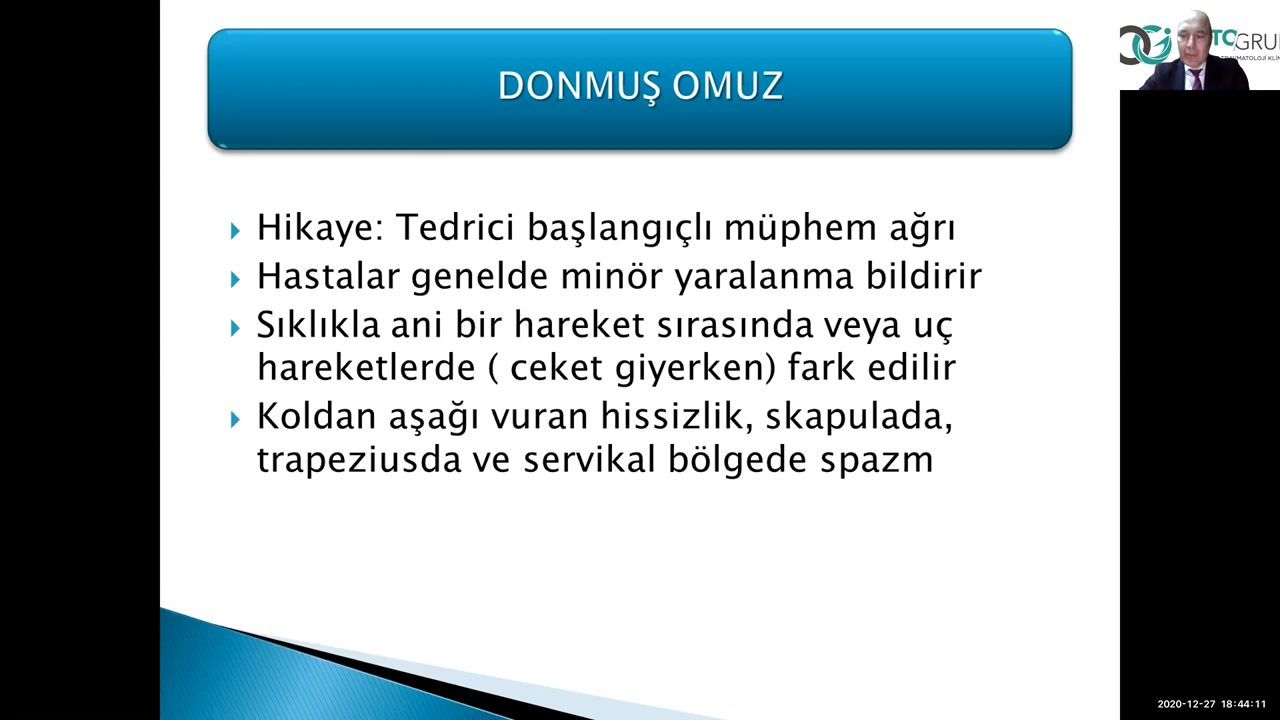 DONMUŞ OMUZ
Hikaye: Tedrici başlangıçlı müphem ağrı
Hastalar genelde minör yaralanma bildirir
Sıklıkla ani bir hareket sırasında veya uç
hareketlerde ( ceket giyerken) fark edilir
Koldan aşağı vuran hissizlik, skapulada,
trapeziusda ve servikal bölgede spazm
2020-12-27 18:44:11